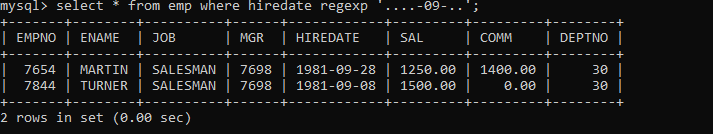 mysql> select * from emp where hiredate regexp '....-09-..';
+-------+--------+----------+------+------------+---------+---------+--------+
| EMPNO | ENAME  | JOB      | MGR  | HIREDATE   | SAL     | COMM    | DEPTNO |
+-------+--------+----------+------+------------+---------+---------+--------+
|  7654 | MARTIN | SALESMAN | 7698 | 1981-09-28 | 1250.00 | 1400.00 |     30 |
|  7844 | TURNER | SALESMAN | 7698 | 1981-09-08 | 1500.00 |    0.00 |     30 |
+-------+--------+----------+------+------------+---------+---------+--------+
2 rows in set (0.00 sec)